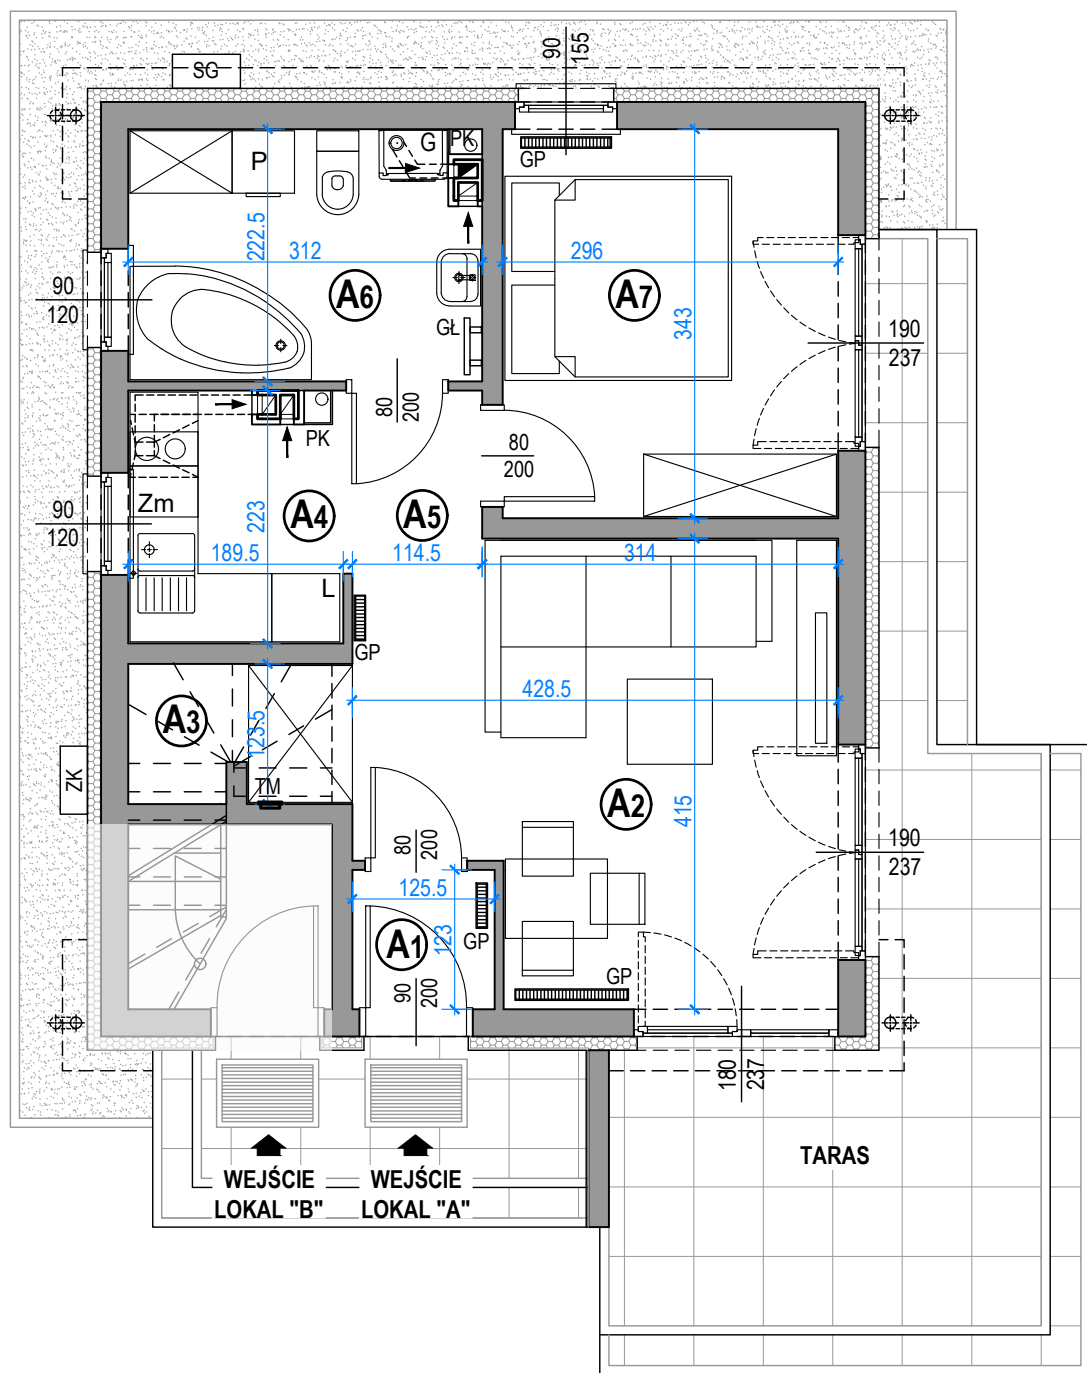 90
155
SG
P
G
PK
GP
222.5
312
296
A6
A7
343
90
120
GŁ
190
237
80
200
PK
80
200
Zm
A4
A5
223
90
120
189.5
114.5
314
L
GP
428.5
A3
123.5
ZK
TM
A2
415
80
200
190
237
125.5
A1
123
GP
GP
90
200
180
237
TARAS
WEJŚCIE
LOKAL "B"
WEJŚCIE
LOKAL "A"